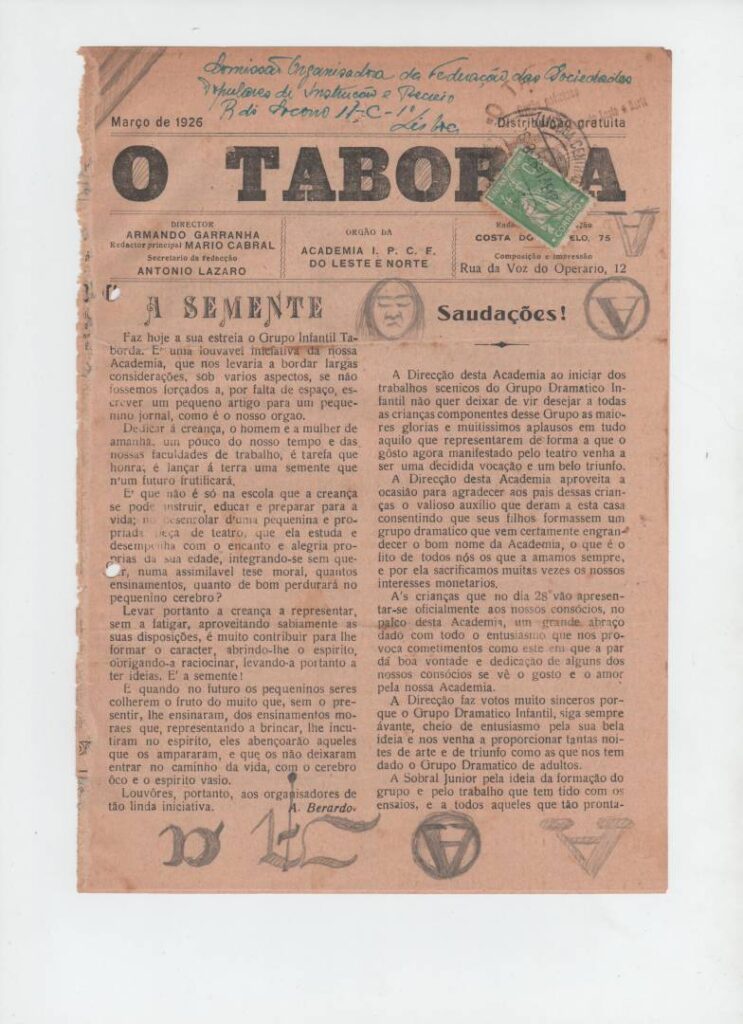 Comissão Organisadora da Federação das Sociedades
Populares de Instrucção e Recreio
R. do Socorro 11-C-1º
Lisboa
Março de 1926
Distribuição gratuita
O TABORDA
DIRECTOR
ARMANDO GARRANHA
Redactor principal MARIO CABRAL
Secretario da redacção
ANTONIO LAZARO
ORGÃO DA
ACADEMIA I. P. C. F.
DO LESTE E NORTE
COSTA DO
ELO, 75
Composição e impressão
Rua da Voz do Operario, 12
A SEMENTE
Faz hoje a sua estreia o Grupo Infantil Ta-
borda. E' uma louvavel iniciativa da nossa
Academia, que nos levaria a bordar largas
considerações, sob varios aspectos, se não
fossemos forçados a, por falta de espaço, es-
crever um pequeno artigo para um peque-
nino jornal, como é o nosso orgão.
Dedicar á creança, o homem e a mulher de
amanhã, um pouco do nosso tempo e das
nossas faculdades de trabalho, é tarefa que
honra; é lançar á terra uma semente que
n'um futuro frutificará.
E' que não é só na escola que a creança
se pode instruir, educar e preparar para a
vida; no desenrolar d'uma pequenina e pro-
priada peça de teatro, que ela estuda e
desempenha com o encanto e alegria pro-
prias da sua edade, integrando-se sem que-
rer, numa assimilavel tese moral, quantos
ensinamentos, quanto de bom perdurará no
pequenino cerebro?
Levar portanto a creança a representar,
sem a fatigar, aproveitando sabiamente as
suas disposições, é muito contribuir para lhe
formar o caracter, abrindo-lhe o espirito,
obrigando-a raciocinar, levando-a portanto a
ter ideias. E' a semente!
E quando no futuro os pequeninos seres
colherem o fruto do muito que, sem o pre-
sentir, lhe ensinaram, dos ensinamentos mo-
raes que, representando a brincar, lhe incu-
tiram no espirito, eles abençoarão aqueles
que os ampararam, e que os não deixaram
entrar no caminho da vida, com o cerebro
ôco e o espirito vasio.
Louvôres, portanto, aos organisadores de
tão linda iniciativa.
A. Berardo
Saudações!
A Direcção desta Academia ao iniciar dos
trabalhos scenicos do Grupo Dramatico In-
fantil não quer deixar de vir desejar a todas
as crianças componentes desse Grupo as maio-
res glorias e muitissimos aplausos em tudo
aquilo que representarem de forma a que o
gôsto agora manifestado pelo teatro venha a
ser uma decidida vocação e um belo triunfo.
A Direcção desta Academia aproveita a
ocasião para agradecer aos pais dessas crian-
ças o valioso auxilio que deram a esta casa
consentindo que seus filhos formassem um
grupo dramatico que vem certamente engran-
decer o bom nome da Academia, o que é o
fito de todos nós os que a amamos sempre,
e por ela sacrificamos muitas vezes os nossos
interesses monetarios.
A's crianças que no dia 28 vão apresen-
tar-se oficialmente aos nossos consócios, no
palco desta Academia, um grande abraço
dado com todo o entusiasmo que nos pro-
voca cometimentos como este em que a par
da boa vontade e dedicação de alguns dos
nossos consócios se vê o gosto e o amor
pela nossa Academia.
A Direcção faz votos muito sinceros por-
que o Grupo Dramatico Infantil, siga sempre
ávante, cheio de entusiasmo pela sua bela
ideia e nos venha a proporcionar tantas noi-
tes de arte e de triunfo como as que nos tem
dado o Grupo Dramatico de adultos.
A Sobral Junior pela ideia da formação do
grupo e pelo trabalho que tem tido com os
ensaios, e a todos aqueles que tão pronta-